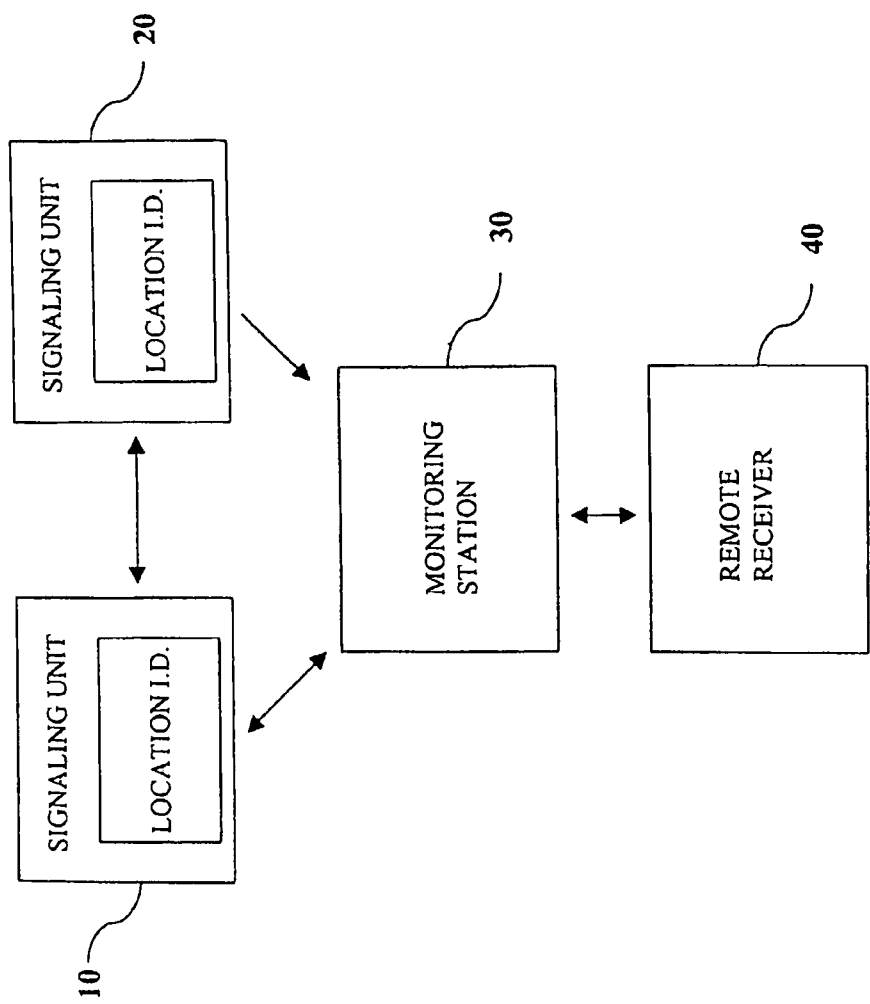 10
SIGNALING UNIT
LOCATION I.D.
SIGNALING UNIT
LOCATION I.D.
20
MONITORING
STATION
30
REMOTE
RECEIVER
40